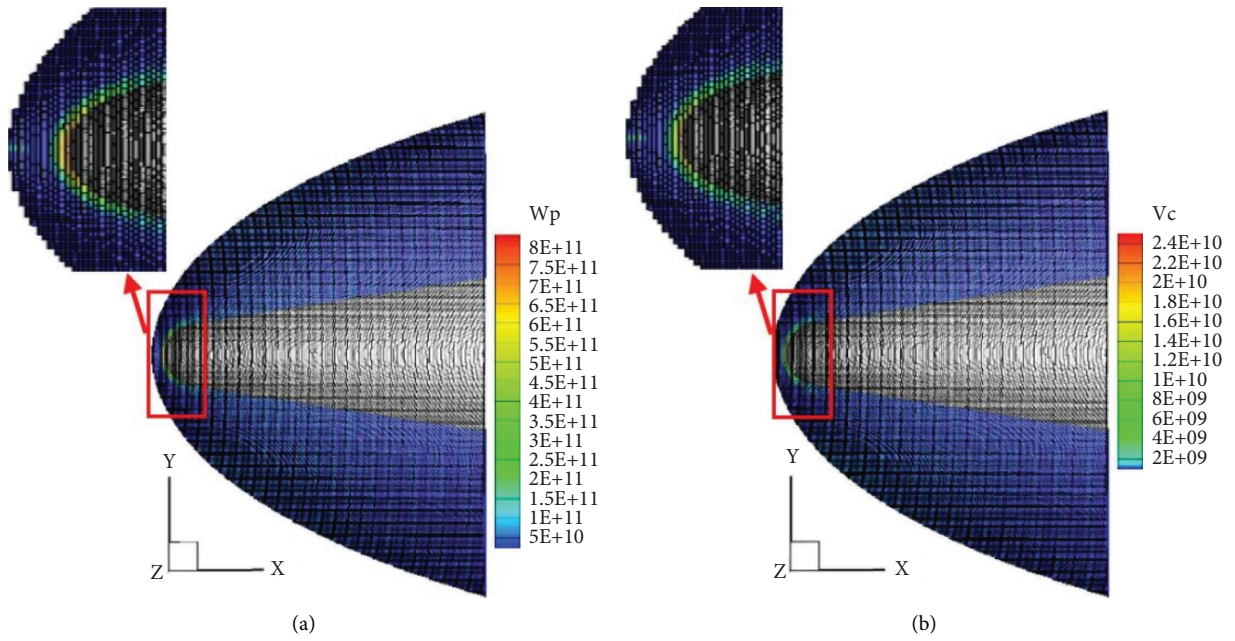 Wp
8E+11
7.5E+11
7E+11
6.5E+11
6E+11
5.5E+11
5E+11
4.5E+11
4E+11
3.5E+11
3E+11
2.5E+11
2E+11
1.5E+11
1E+11
5E+10
Y
Z
X
(a)
Vc
2.4E+10
2.2E+10
2E+10
1.8E+10
1.6E+10
1.4E+10
1.2E+10
1E+10
8E+09
6E+09
4E+09
2E+09
Y
Z
X
(b)